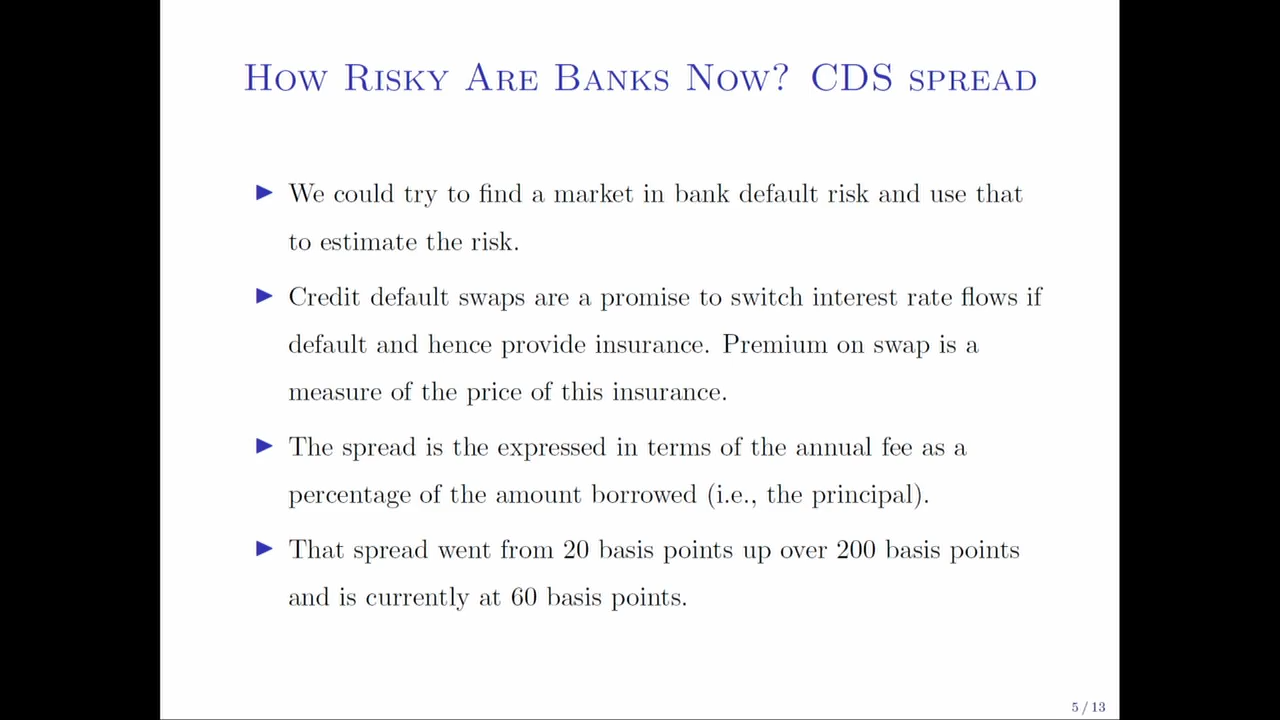 How Risky Are Banks Now? CDS spread
▶ We could try to find a market in bank default risk and use that
to estimate the risk.
▶ Credit default swaps are a promise to switch interest rate flows if
default and hence provide insurance. Premium on swap is a
measure of the price of this insurance.
▶ The spread is the expressed in terms of the annual fee as a
percentage of the amount borrowed (i.e., the principal).
▶ That spread went from 20 basis points up over 200 basis points
and is currently at 60 basis points.
5 / 13